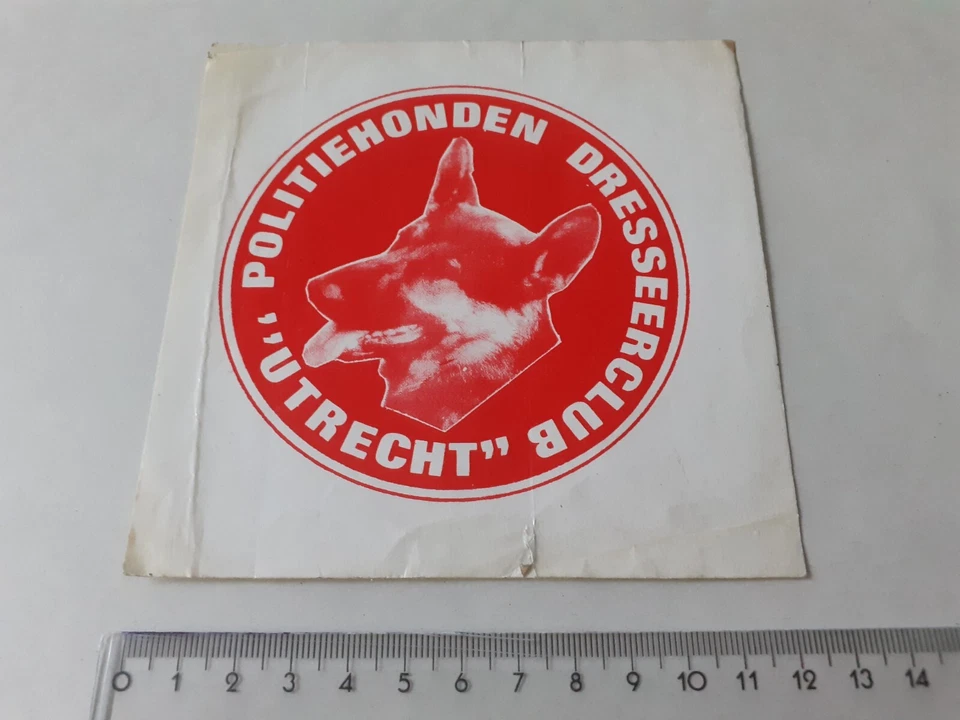 POLITIEHONDEN DRESSEERCLUB
,,UTRECHT"
0 1 2 3 4 5 6 7 8 9 10 11 12 13 14